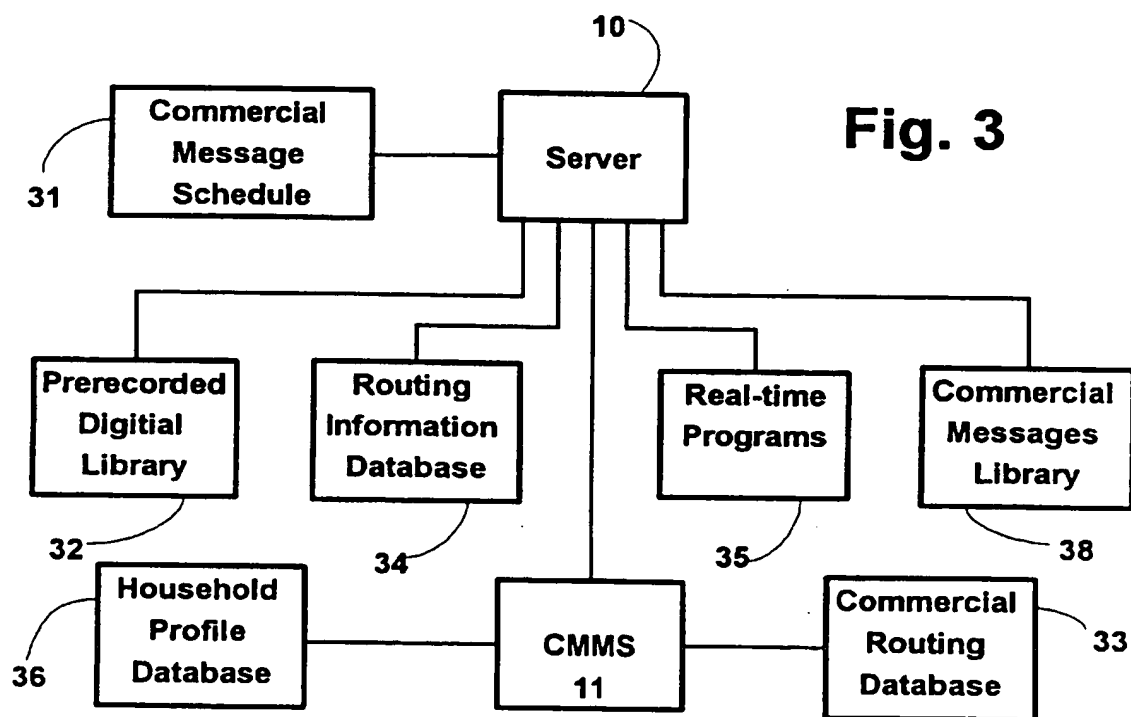 10
Fig. 3
Commercial
Message
Schedule
31
Server
Prerecorded
Digitial
Library
32
Routing
Information
Database
34
Real-time
Programs
35
Commercial
Messages
Library
38
Household
Profile
Database
36
CMMS
11
Commercial
Routing
Database
33